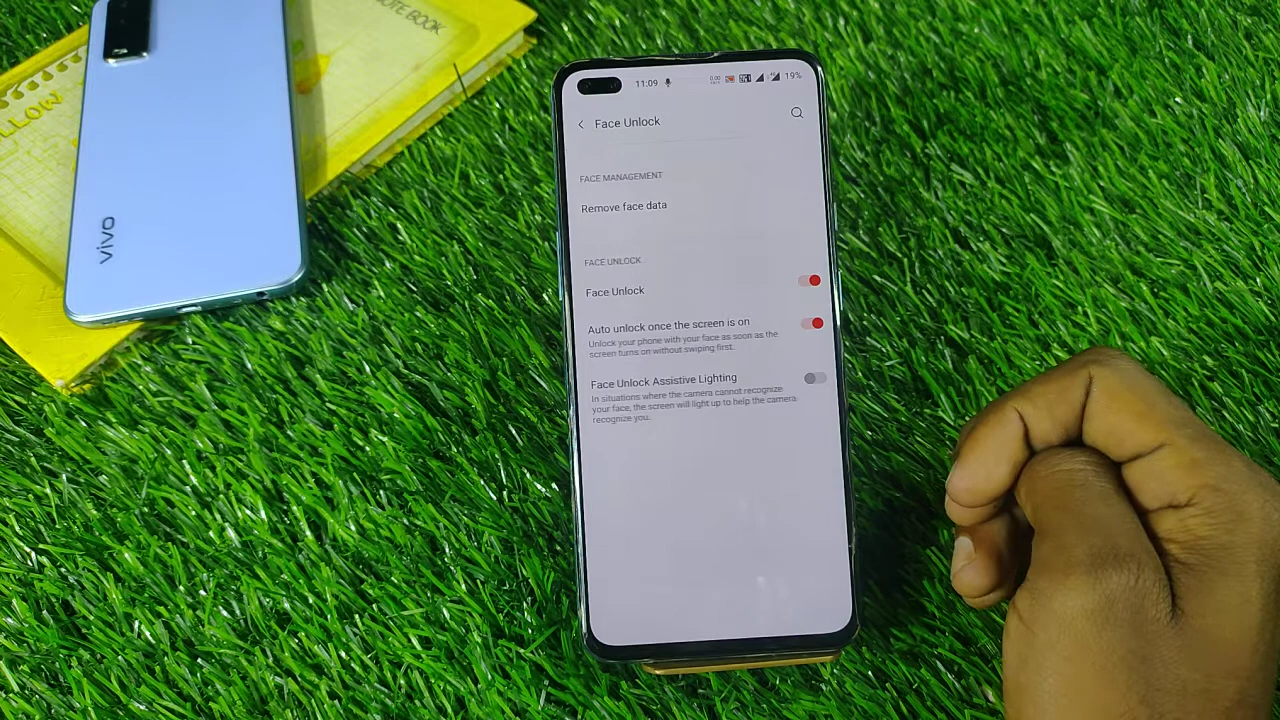 NOTE BOOK
vivo
11:09
19%
Face Unlock
FACE MANAGEMENT
Remove face data
FACE UNLOCK
Face Unlock
Auto unlock once the screen is on
Unlock your phone with your face as soon as the
screen turns on without swiping first.
Face Unlock Assistive Lighting
In situations where the camera cannot recognize
your face, the screen will light up to help the camera
recognize you.